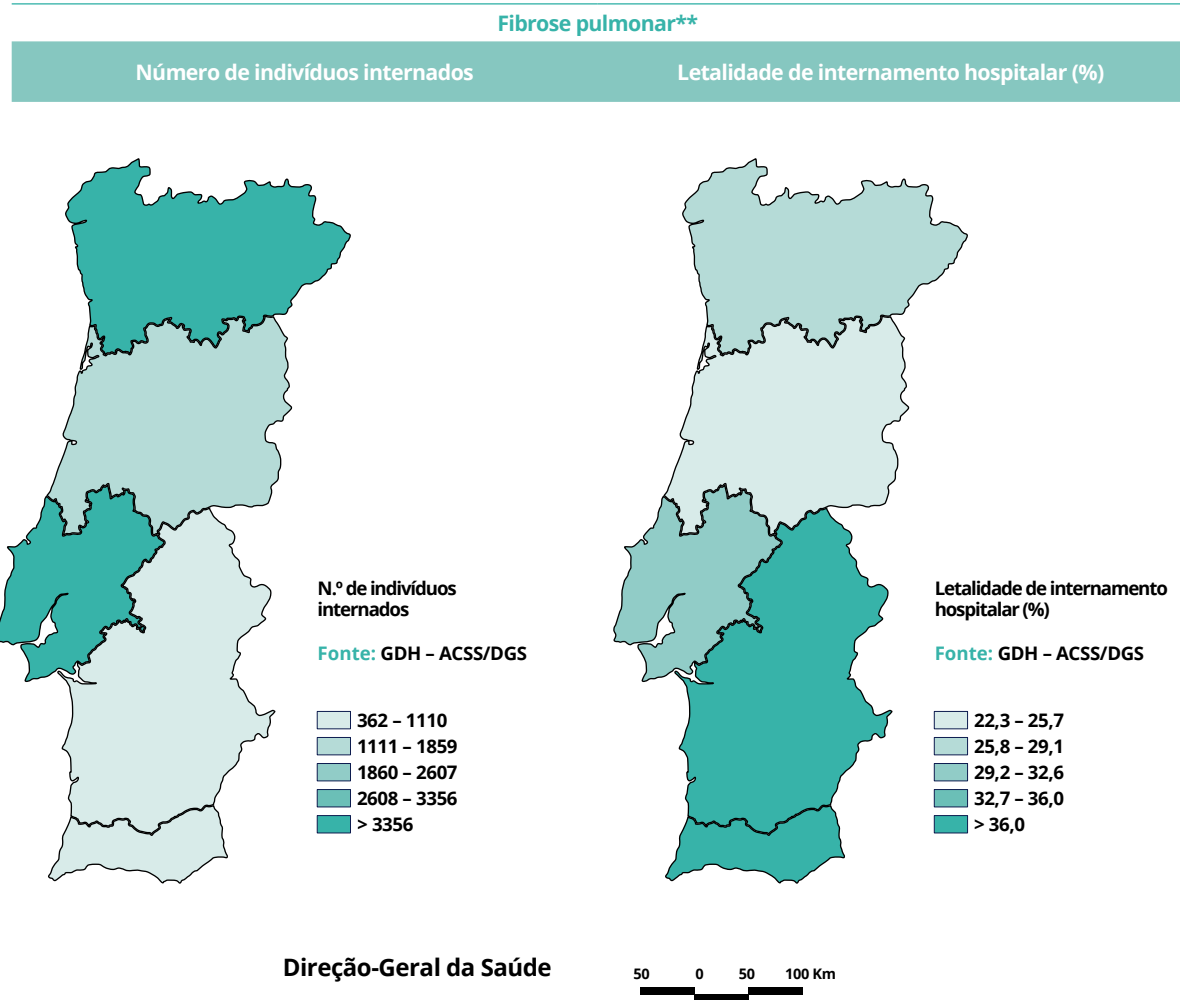 Fibrose pulmonar**
Número de indivíduos internados
Letalidade de internamento hospitalar (%)
N.º de indivíduos
internados
Fonte: GDH – ACSS/DGS
362 – 1110
1111 – 1859
1860 – 2607
2608 – 3356
> 3356
Letalidade de internamento
hospitalar (%)
Fonte: GDH – ACSS/DGS
22,3 – 25,7
25,8 – 29,1
29,2 – 32,6
32,7 – 36,0
> 36,0
Direção-Geral da Saúde
50 0 50 100 Km